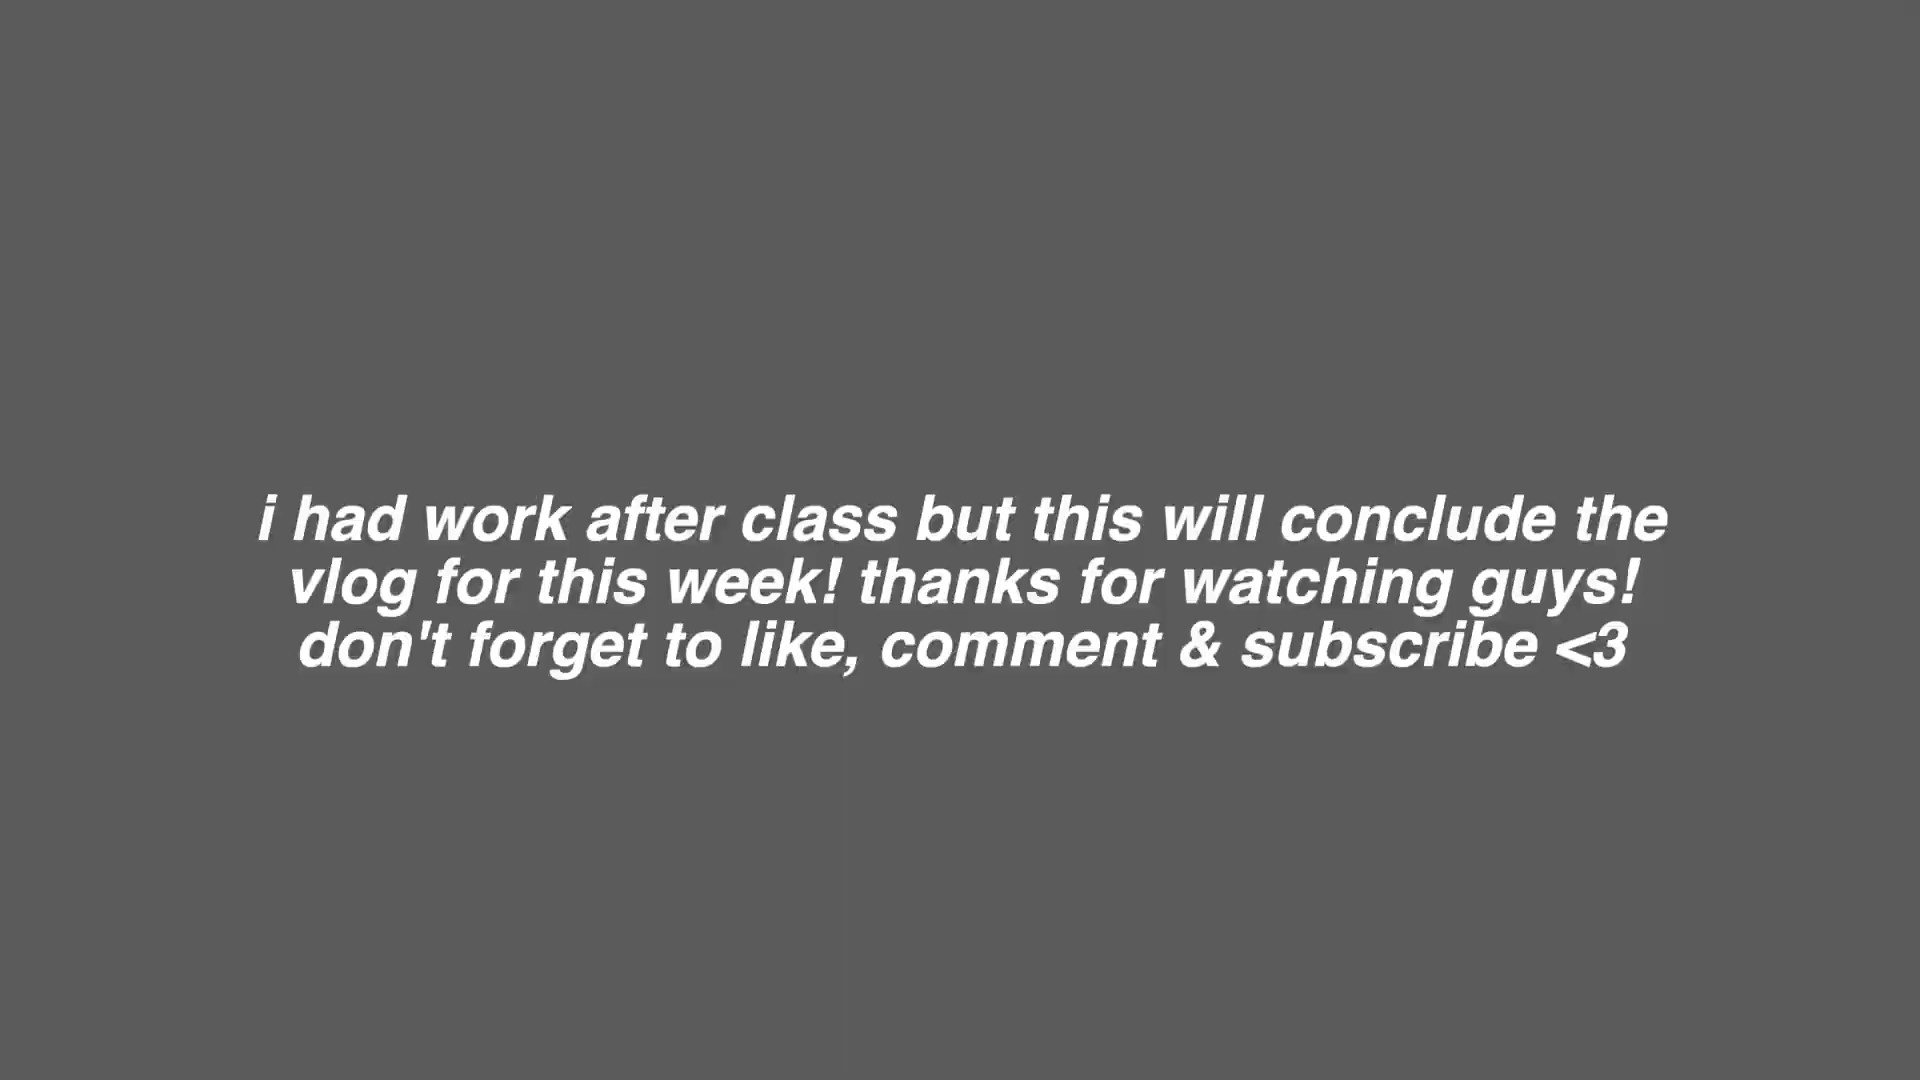 i had work after class but this will conclude the
vlog for this week! thanks for watching guys!
don't forget to like, comment & subscribe <3